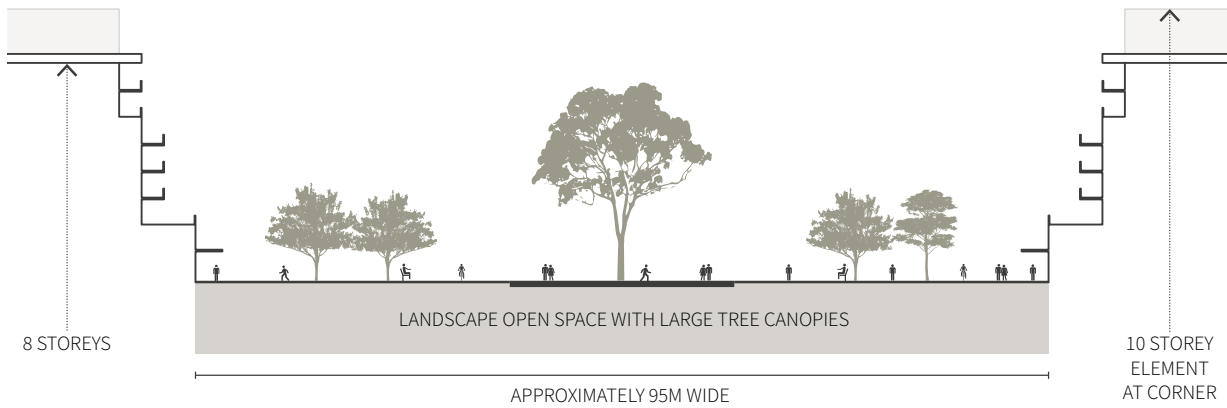 LANDSCAPE OPEN SPACE WITH LARGE TREE CANOPIES
8 STOREYS
10 STOREY
ELEMENT
AT CORNER
APPROXIMATELY 95M WIDE